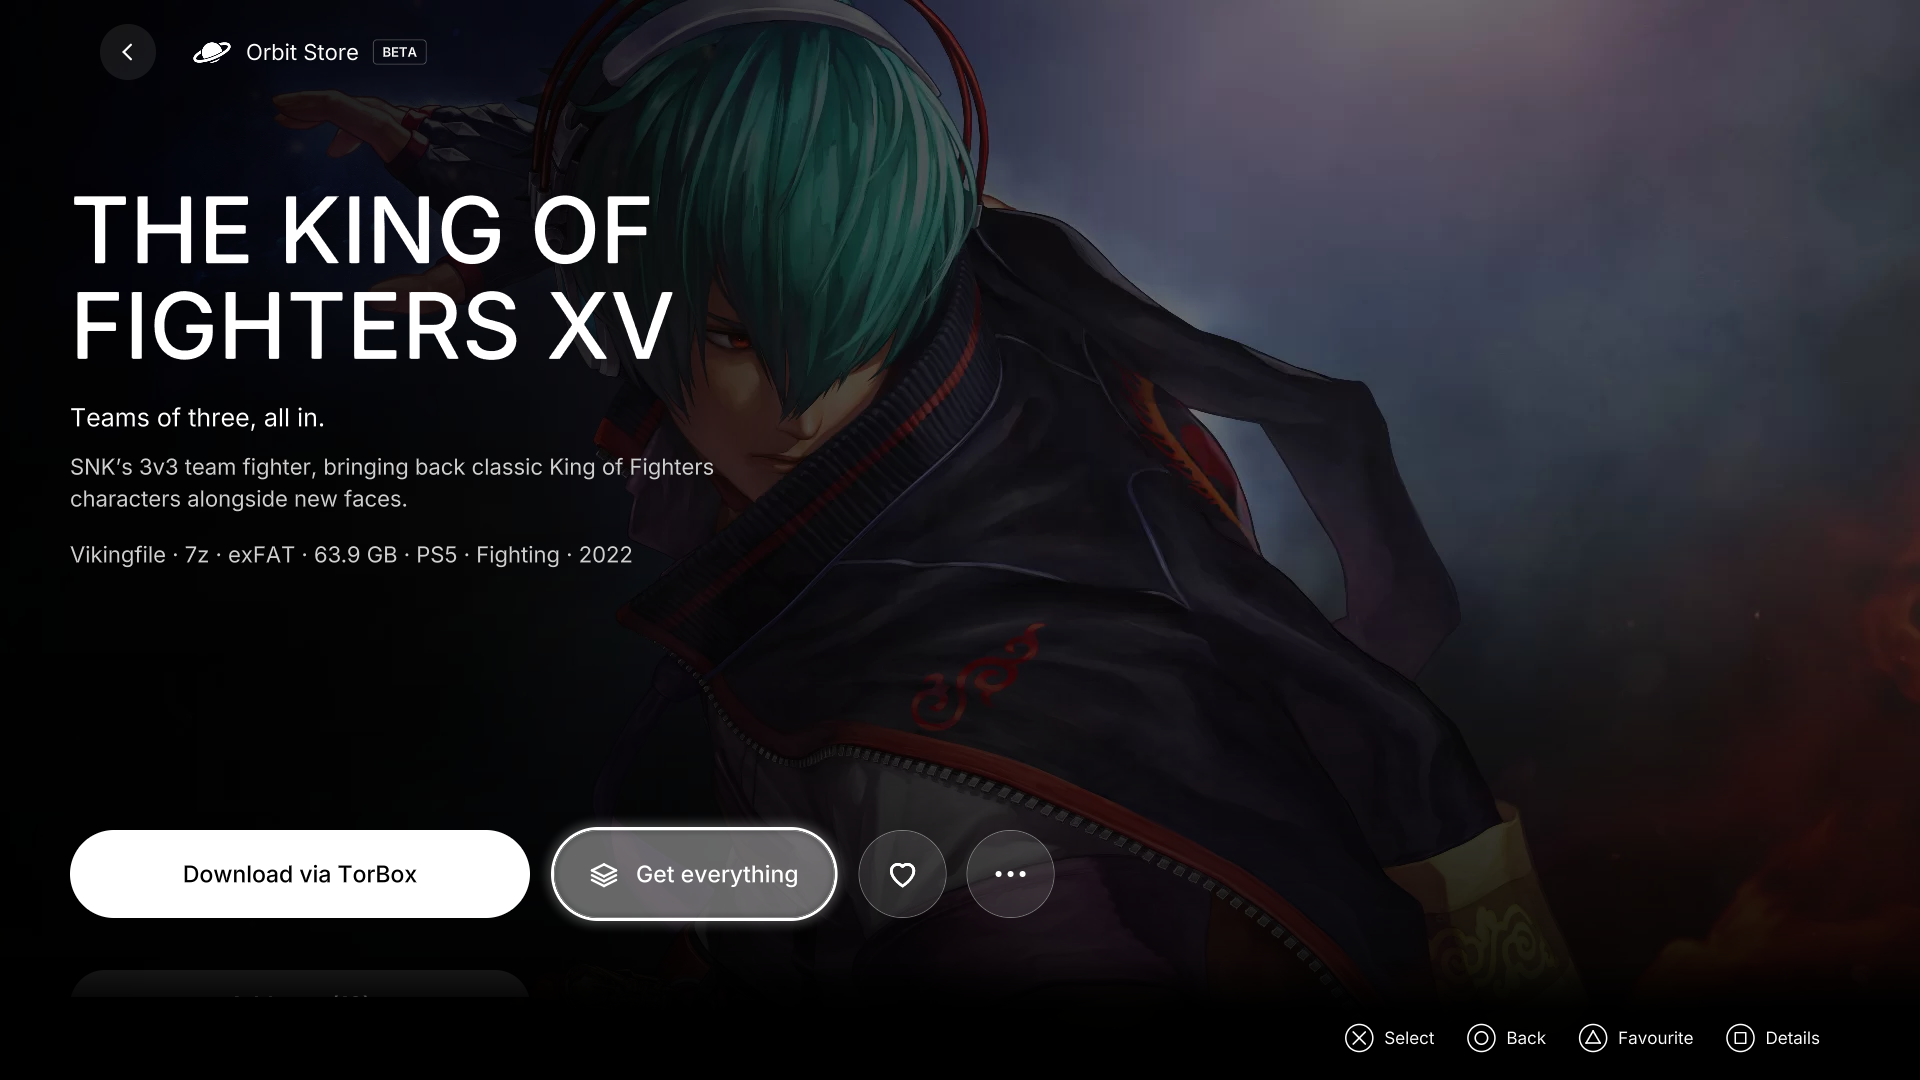 Orbit Store BETA
THE KING OF
FIGHTERS XV
Teams of three, all in.
SNK’s 3v3 team fighter, bringing back classic King of Fighters
characters alongside new faces.
Vikingfile · 7z · exFAT · 63.9 GB · PS5 · Fighting · 2022
Download via TorBox
Get everything
Select
Back
Favourite
Details